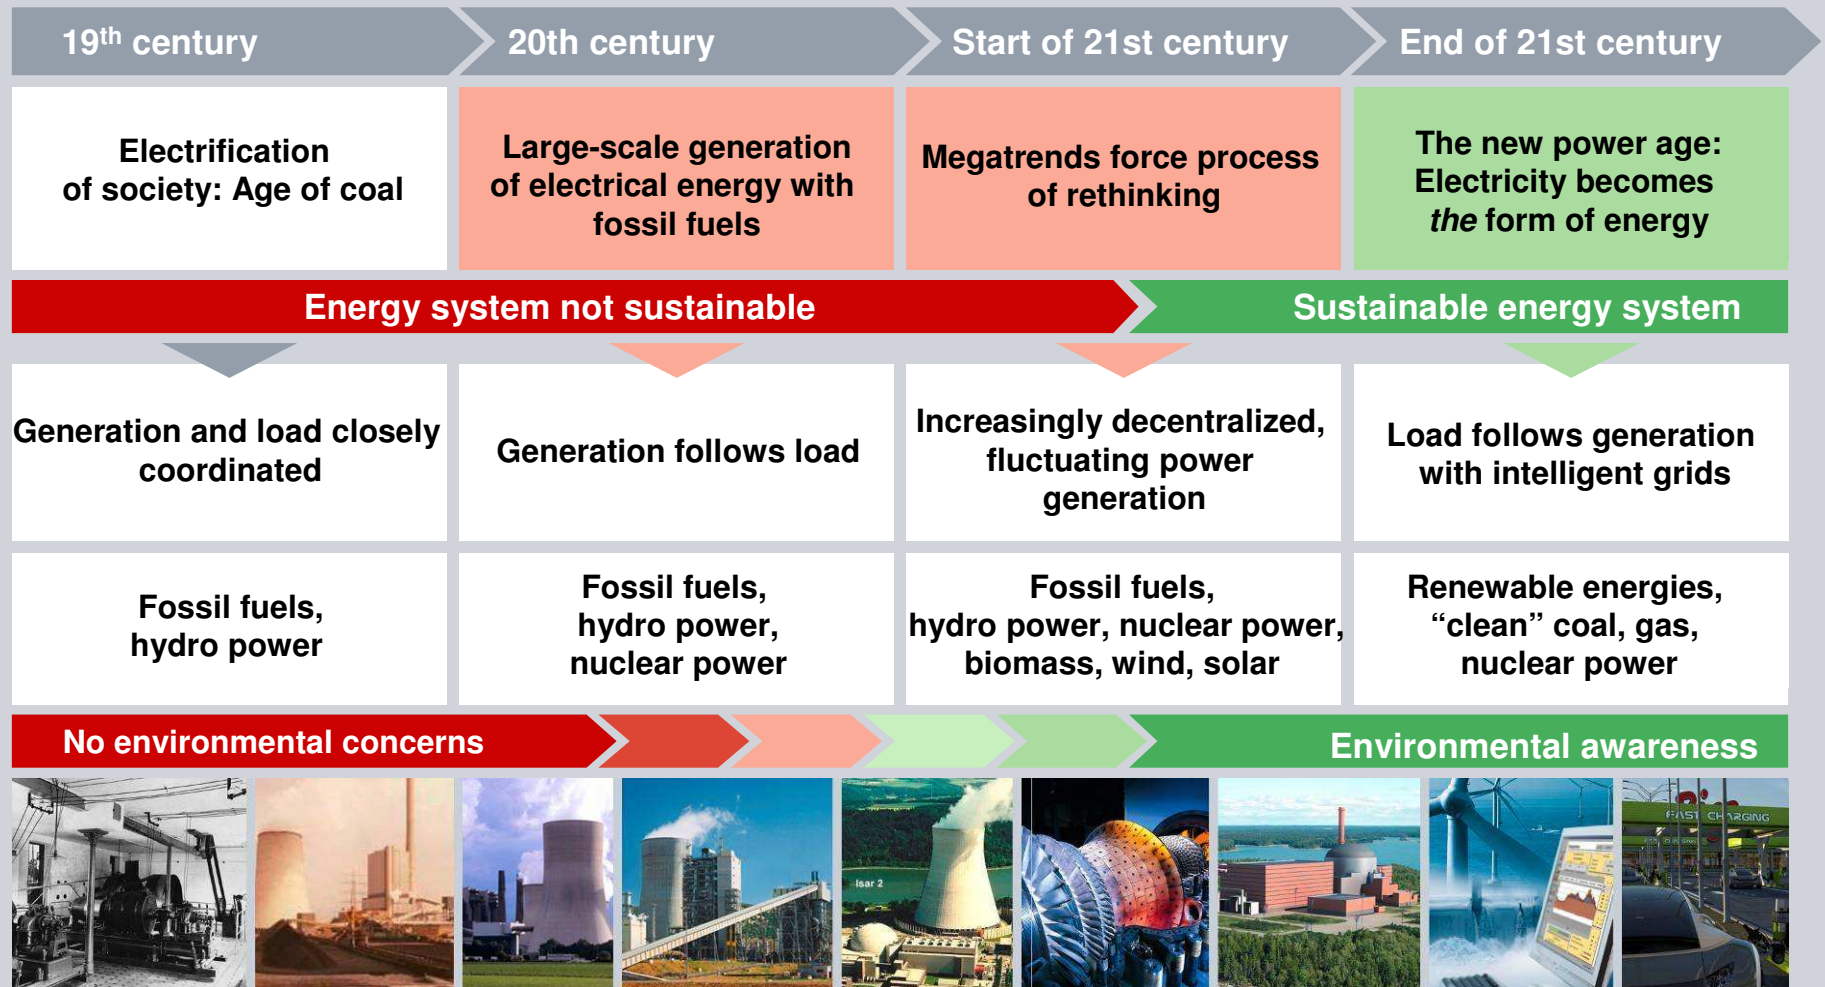 19th century
20th century
Start of 21st century
End of 21st century
Electrification
of society: Age of coal
Large-scale generation
of electrical energy with
fossil fuels
Megatrends force process
of rethinking
The new power age:
Electricity becomes
the form of energy
Energy system not sustainable
Sustainable energy system
Generation and load closely
coordinated
Generation follows load
Increasingly decentralized,
fluctuating power
generation
Load follows generation
with intelligent grids
Fossil fuels,
hydro power
Fossil fuels,
hydro power,
nuclear power
Fossil fuels,
hydro power, nuclear power,
biomass, wind, solar
Renewable energies,
“clean” coal, gas,
nuclear power
No environmental concerns
Environmental awareness
Isar 2
FAST CHARGING